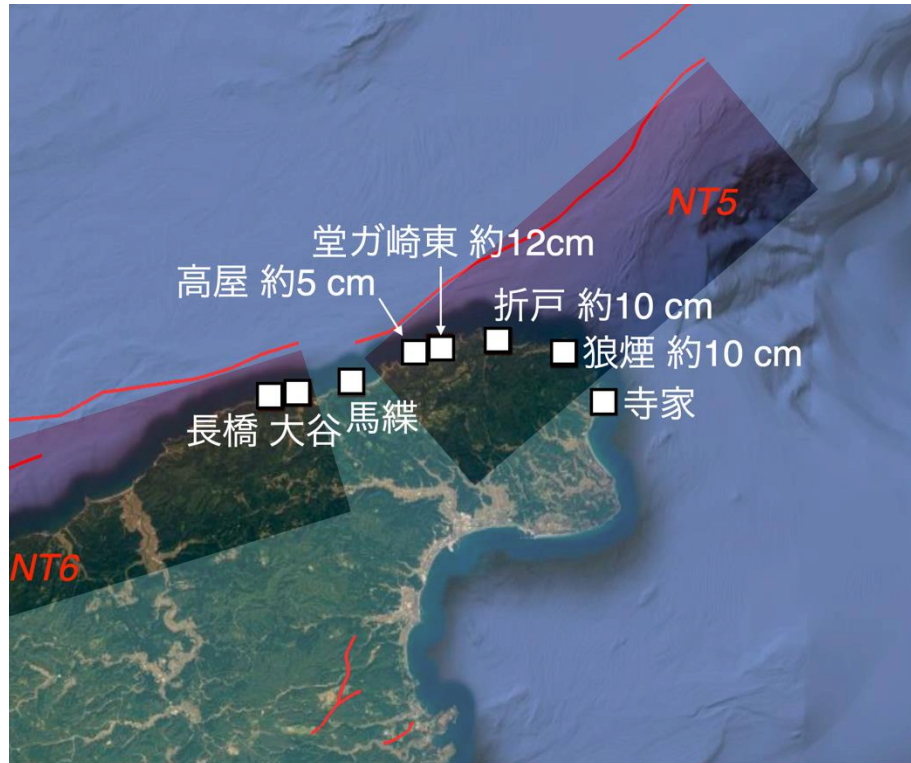 NT5
堂ガ崎東 約12cm
高屋 約5 cm
折戸 約10 cm
狼煙 約10 cm
寺家
馬緤
長橋 大谷
NT6